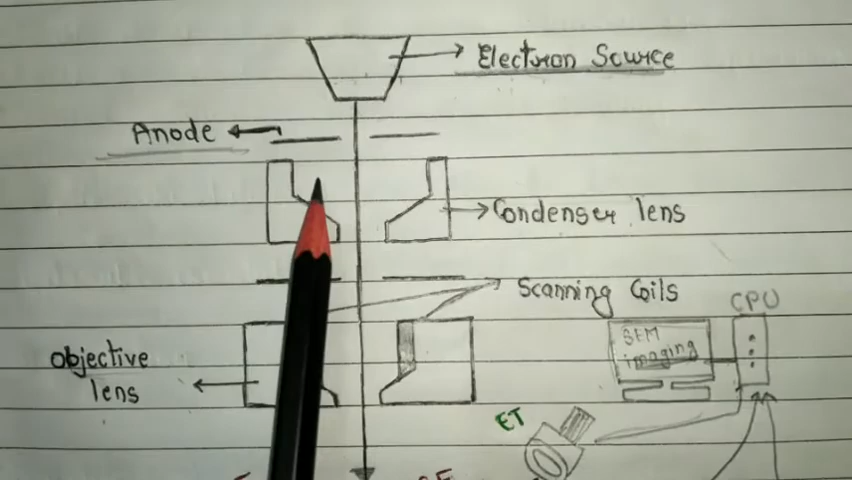 Electron Source
Anode
Condenser lens
Scanning Coils
CPU
SEM
imaging
objective
lens
ET